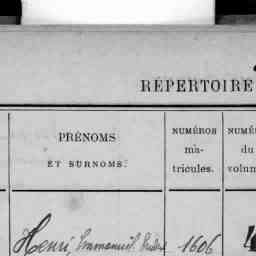 RÉPERTOIRE
PRÉNOMS
ET SURNOMS.
NUMÉROS
ma-
tricules.
NUMÉ
du
volum
Henri, Emmanuel, 1606